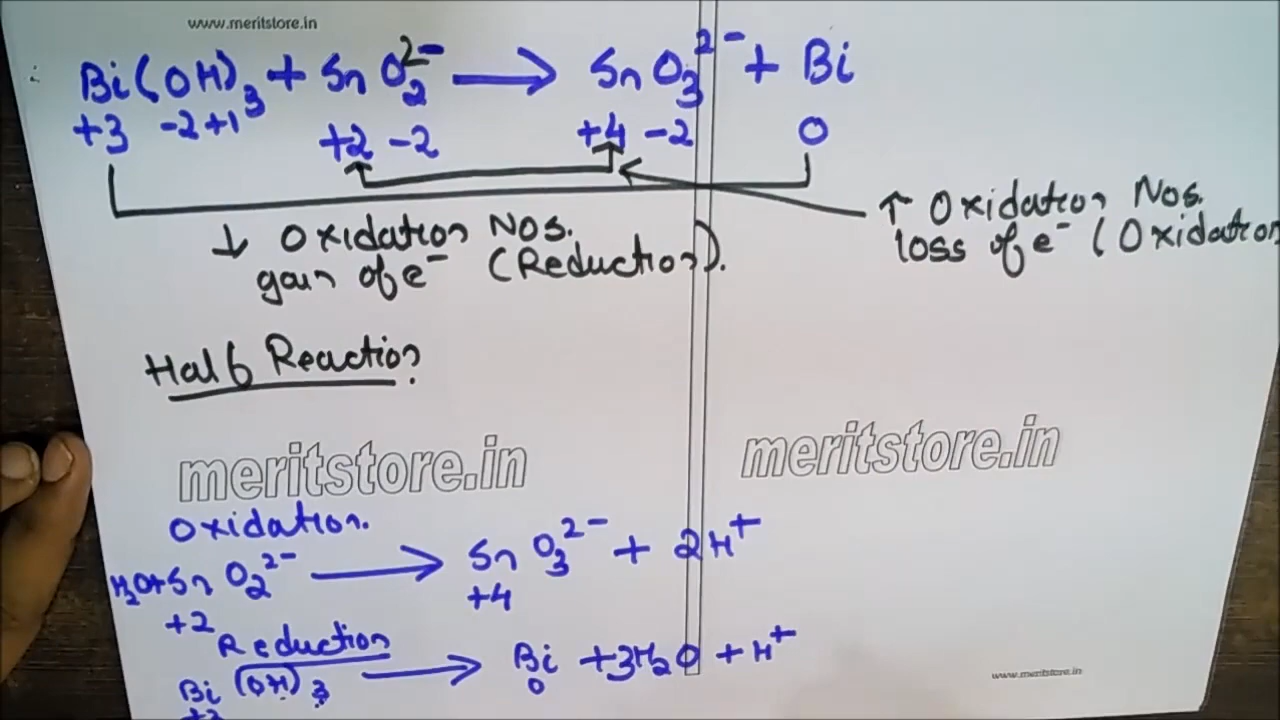 www.meritstore.in
Bi(OH)3 + SnO2^2- → SnO3^2- + Bi
+3 -2+1 +2 -2 +4 -2 0
↓ Oxidation Nos.
gain of e- (Reduction).
↑ Oxidation Nos.
loss of e- (Oxidation
Half Reaction
meritstore.in meritstore.in
Oxidation.
H2O+SnO2^2- → SnO3^2- + 2H+
+2 +4
Reduction
Bi(OH)3 → Bi +3H2O + H+
0
www.meritstore.in